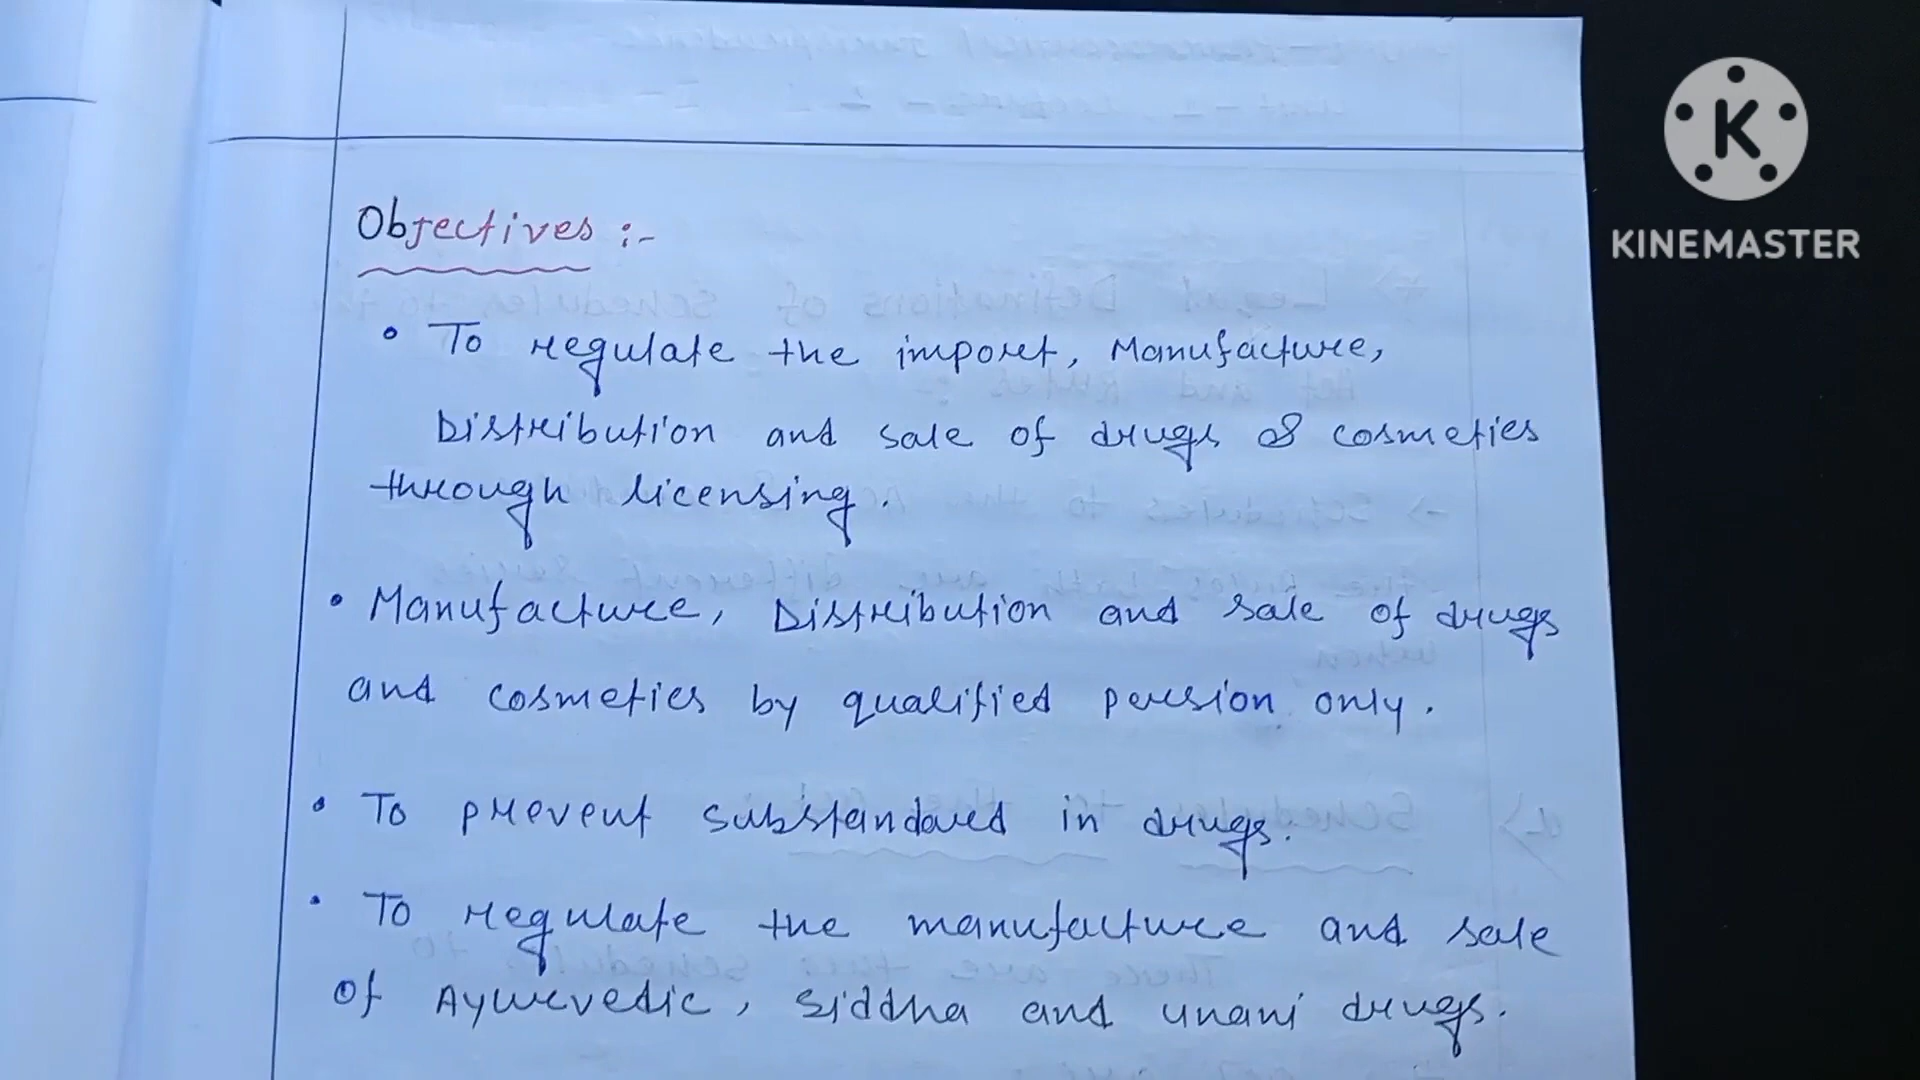 Objectives :-
• To regulate the import, Manufacture,
Distribution and sale of drugs & cosmetics
through licensing.
• Manufacture, Distribution and sale of drugs
and cosmetics by qualified persion only.
• To prevent substandard in drugs.
• To regulate the manufacture and sale
of Ayurvedic, Siddha and unani drugs.
K
KINEMASTER